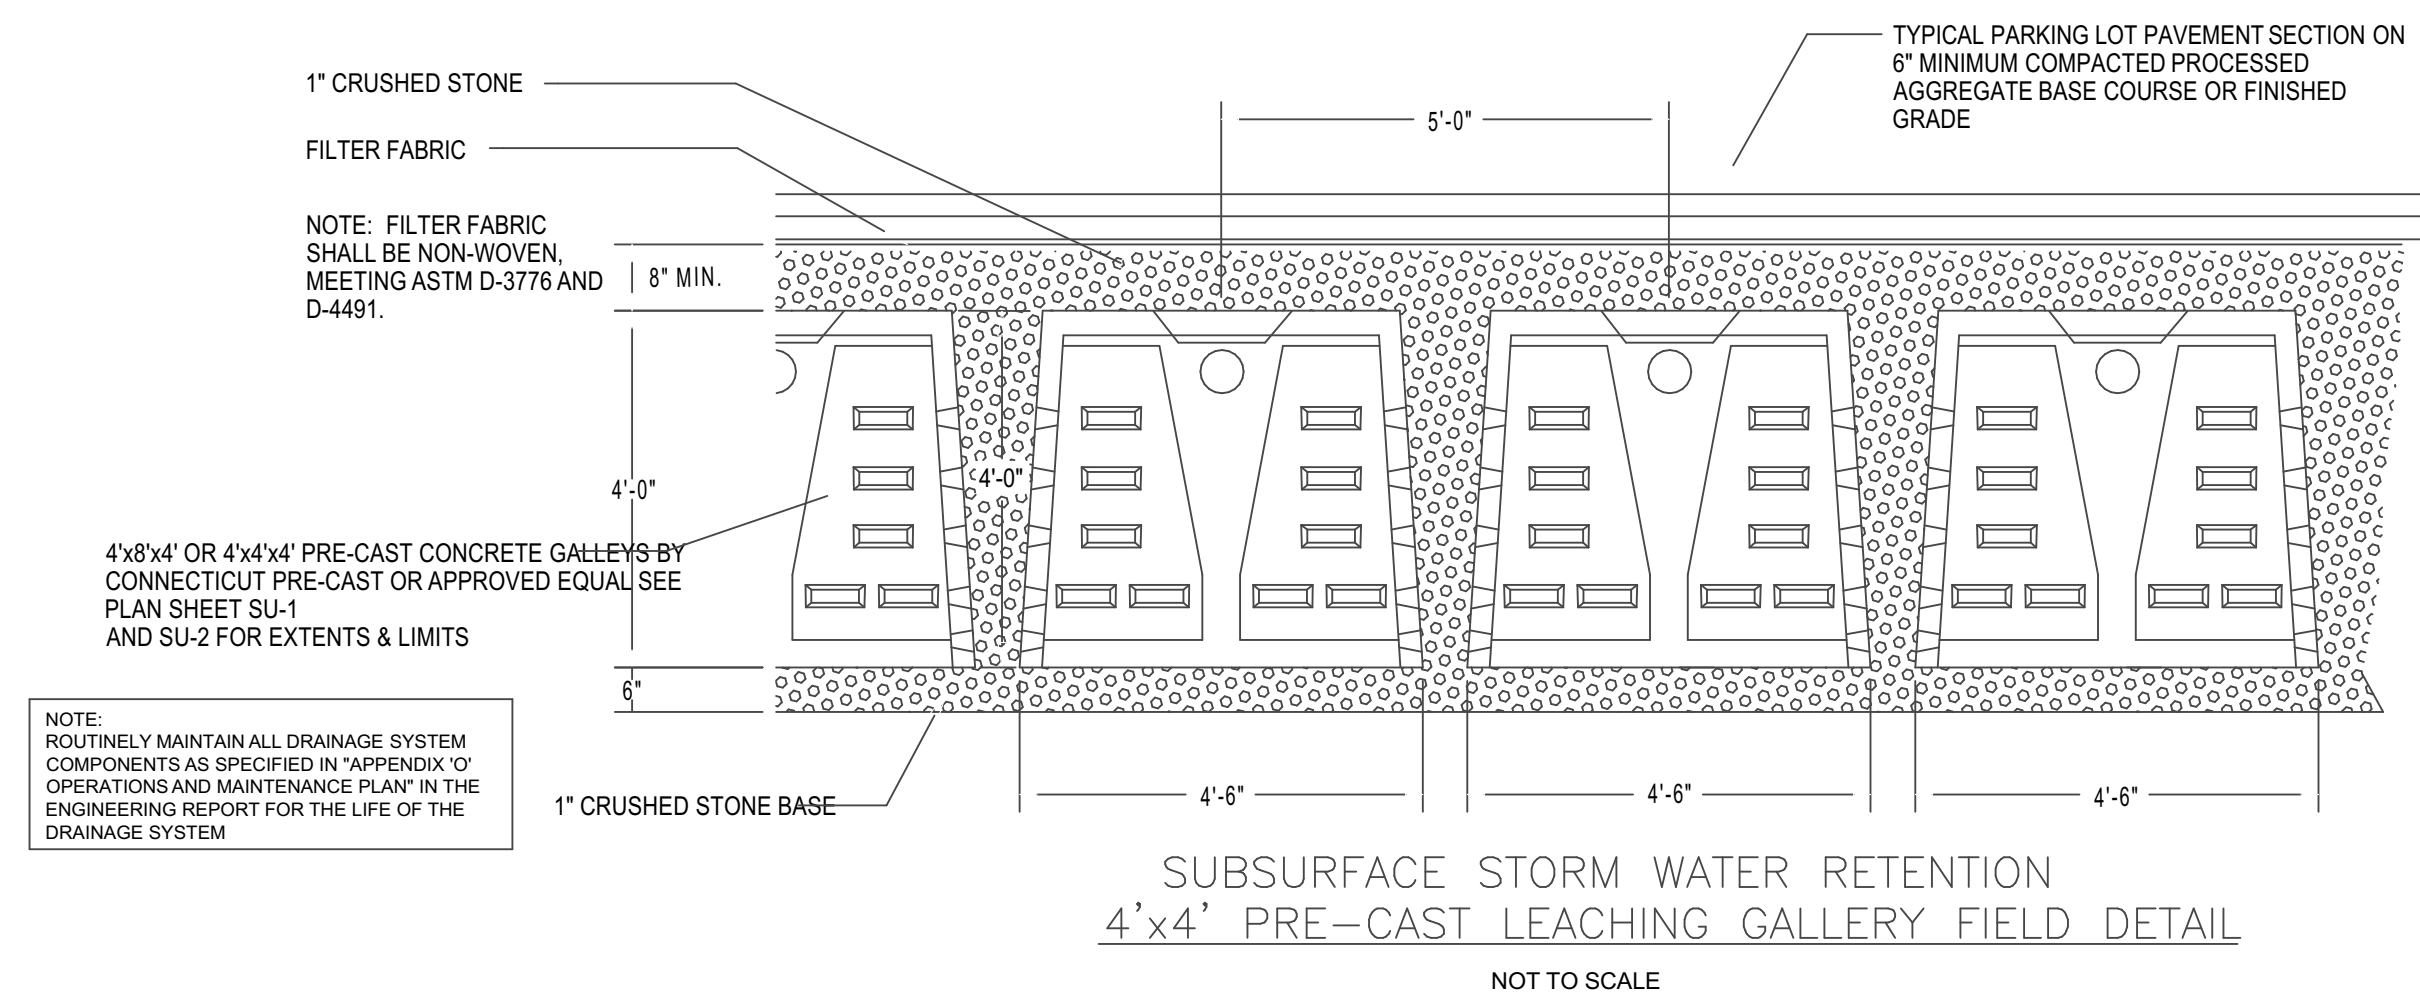 TYPICAL PARKING LOT PAVEMENT SECTION ON
6" MINIMUM COMPACTED PROCESSED
AGGREGATE BASE COURSE OR FINISHED
GRADE
1" CRUSHED STONE
5'-0"
FILTER FABRIC
NOTE: FILTER FABRIC
SHALL BE NON-WOVEN,
MEETING ASTM D-3776 AND
D-4491.
8" MIN.
4'-0"
4'-0"
4'x8'x4' OR 4'x4'x4' PRE-CAST CONCRETE GALLEYS BY
CONNECTICUT PRE-CAST OR APPROVED EQUAL SEE
PLAN SHEET SU-1
AND SU-2 FOR EXTENTS & LIMITS
6"
NOTE:
ROUTINELY MAINTAIN ALL DRAINAGE SYSTEM
COMPONENTS AS SPECIFIED IN "APPENDIX 'O'
OPERATIONS AND MAINTENANCE PLAN" IN THE
ENGINEERING REPORT FOR THE LIFE OF THE
DRAINAGE SYSTEM
1" CRUSHED STONE BASE
4'-6"
4'-6"
4'-6"
SUBSURFACE STORM WATER RETENTION
4'x4' PRE-CAST LEACHING GALLERY FIELD DETAIL
NOT TO SCALE